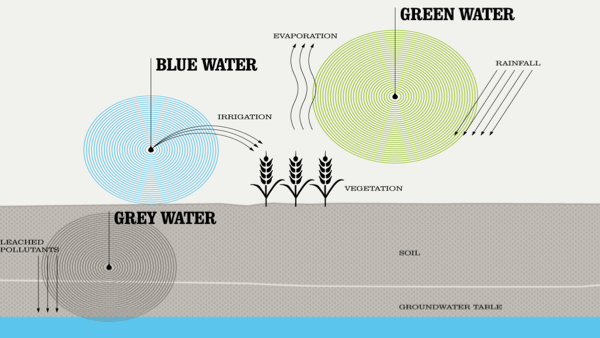 GREEN WATER
EVAPORATION
BLUE WATER
RAINFALL
IRRIGATION
VEGETATION
GREY WATER
LEACHED
POLLUTANTS
SOIL
GROUNDWATER TABLE